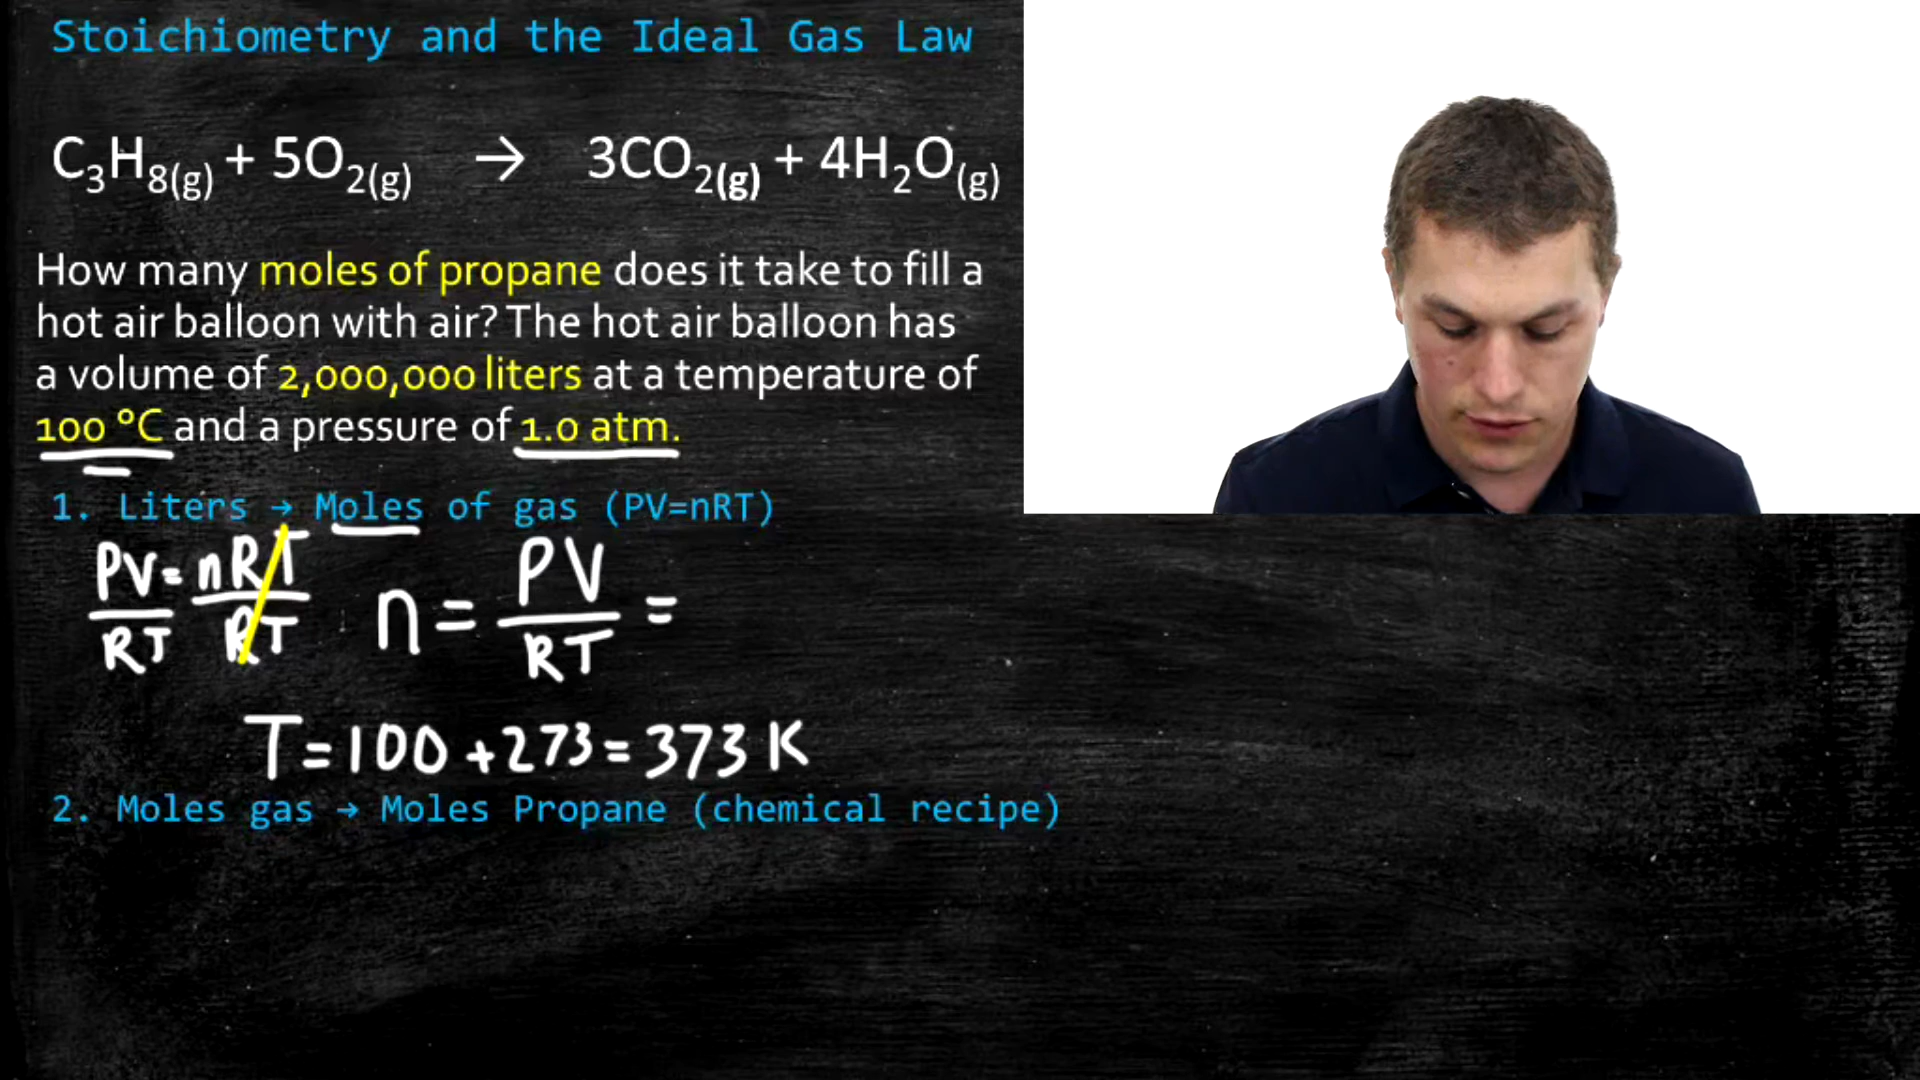 Stoichiometry and the Ideal Gas Law
C₃H₈(g) + 5O₂(g) → 3CO₂(g) + 4H₂O(g)
How many moles of propane does it take to fill a
hot air balloon with air? The hot air balloon has
a volume of 2,000,000 liters at a temperature of
100 °C and a pressure of 1.0 atm.
1. Liters → Moles of gas (PV=nRT)
PV = nRT n = PV =
RT RT RT
T = 100 + 273 = 373 K
2. Moles gas → Moles Propane (chemical recipe)